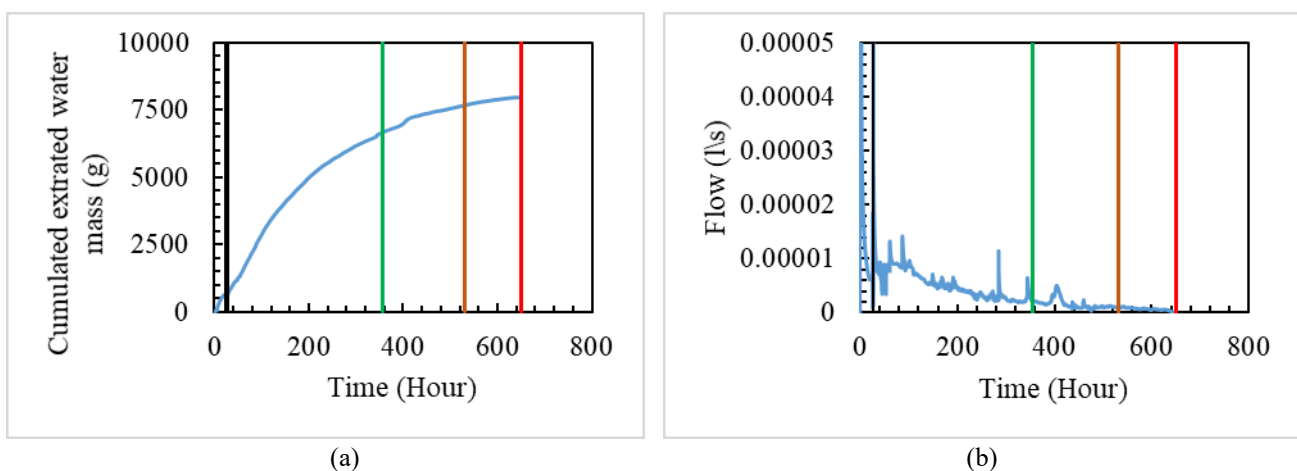 10000
7500
5000
2500
0
0 200 400 600 800
Cumulated extrated water
mass (g)
Time (Hour)
(a)
0.00005
0.00004
0.00003
0.00002
0.00001
0
0 200 400 600 800
Flow (l\s)
Time (Hour)
(b)